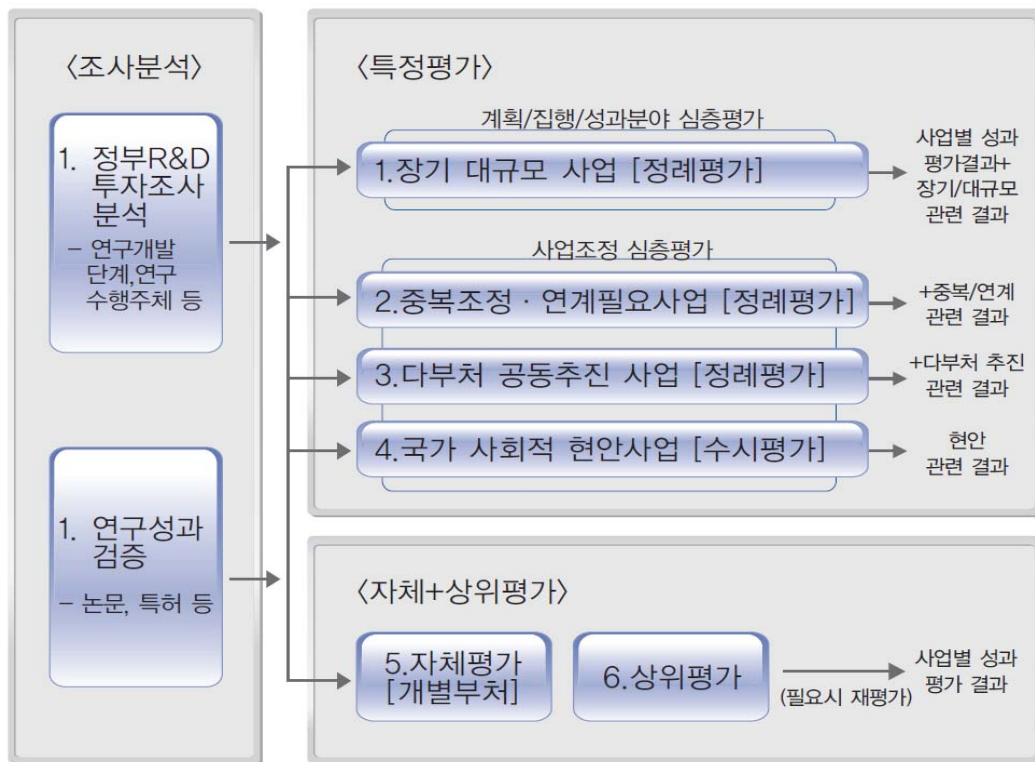 〈조사분석〉
1. 정부R&D
투자조사
분석
- 연구개발
단계,연구
수행주체 등
1. 연구성과
검증
- 논문, 특허 등
〈특정평가〉
계획/집행/성과분야 심층평가
1.장기 대규모 사업 [정례평가]
사업별 성과
평가결과+
장기/대규모
관련 결과
사업조정 심층평가
2.중복조정·연계필요사업 [정례평가]
+중복/연계
관련 결과
3.다부처 공동추진 사업 [정례평가]
+다부처 추진
관련 결과
4.국가 사회적 현안사업 [수시평가]
현안
관련 결과
〈자체+상위평가〉
5.자체평가
[개별부처]
6.상위평가
(필요시 재평가)
사업별 성과
평가 결과